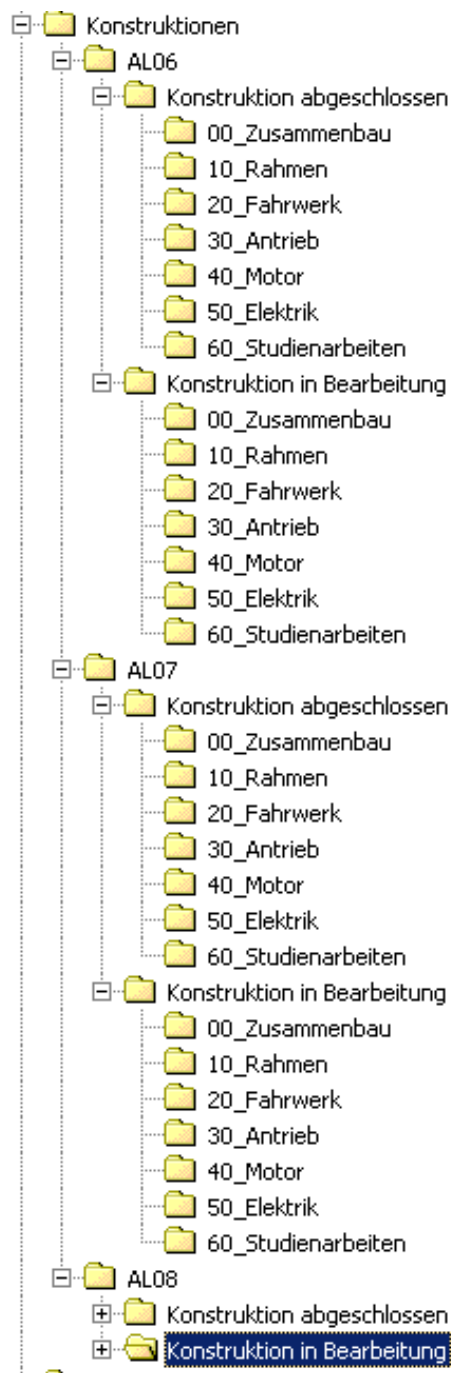 Konstruktionen
AL06
Konstruktion abgeschlossen
00_Zusammenbau
10_Rahmen
20_Fahrwerk
30_Antrieb
40_Motor
50_Elektrik
60_Studienarbeiten
Konstruktion in Bearbeitung
00_Zusammenbau
10_Rahmen
20_Fahrwerk
30_Antrieb
40_Motor
50_Elektrik
60_Studienarbeiten
AL07
Konstruktion abgeschlossen
00_Zusammenbau
10_Rahmen
20_Fahrwerk
30_Antrieb
40_Motor
50_Elektrik
60_Studienarbeiten
Konstruktion in Bearbeitung
00_Zusammenbau
10_Rahmen
20_Fahrwerk
30_Antrieb
40_Motor
50_Elektrik
60_Studienarbeiten
AL08
Konstruktion abgeschlossen
Konstruktion in Bearbeitung